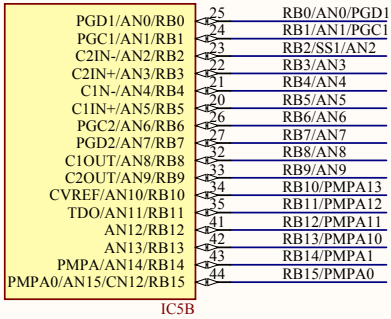 PGD1/AN0/RB0 25 RB0/AN0/PGD1
PGC1/AN1/RB1 24 RB1/AN1/PGC1
C2IN-/AN2/RB2 23 RB2/SS1/AN2
C2IN+/AN3/RB3 22 RB3/AN3
C1IN-/AN4/RB4 21 RB4/AN4
C1IN+/AN5/RB5 20 RB5/AN5
PGC2/AN6/RB6 26 RB6/AN6
PGD2/AN7/RB7 27 RB7/AN7
C1OUT/AN8/RB8 32 RB8/AN8
C2OUT/AN9/RB9 33 RB9/AN9
CVREF/AN10/RB10 34 RB10/PMPA13
TDO/AN11/RB11 35 RB11/PMPA12
AN12/RB12 41 RB12/PMPA11
AN13/RB13 42 RB13/PMPA10
PMPA/AN14/RB14 43 RB14/PMPA1
PMPA0/AN15/CN12/RB15 44 RB15/PMPA0
IC5B